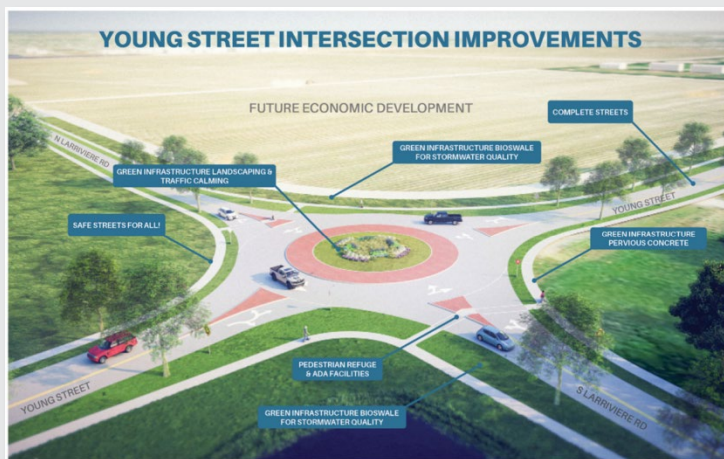 YOUNG STREET INTERSECTION IMPROVEMENTS
FUTURE ECONOMIC DEVELOPMENT
COMPLETE STREETS
N LARRIVIERE RD
GREEN INFRASTRUCTURE BIOSWALE
FOR STORMWATER QUALITY
GREEN INFRASTRUCTURE LANDSCAPING &
TRAFFIC CALMING
YOUNG STREET
SAFE STREETS FOR ALL!
GREEN INFRASTRUCTURE
PERVIOUS CONCRETE
PEDESTRIAN REFUGE
& ADA FACILITIES
YOUNG STREET
S LARRIVIERE RD
GREEN INFRASTRUCTURE BIOSWALE
FOR STORMWATER QUALITY